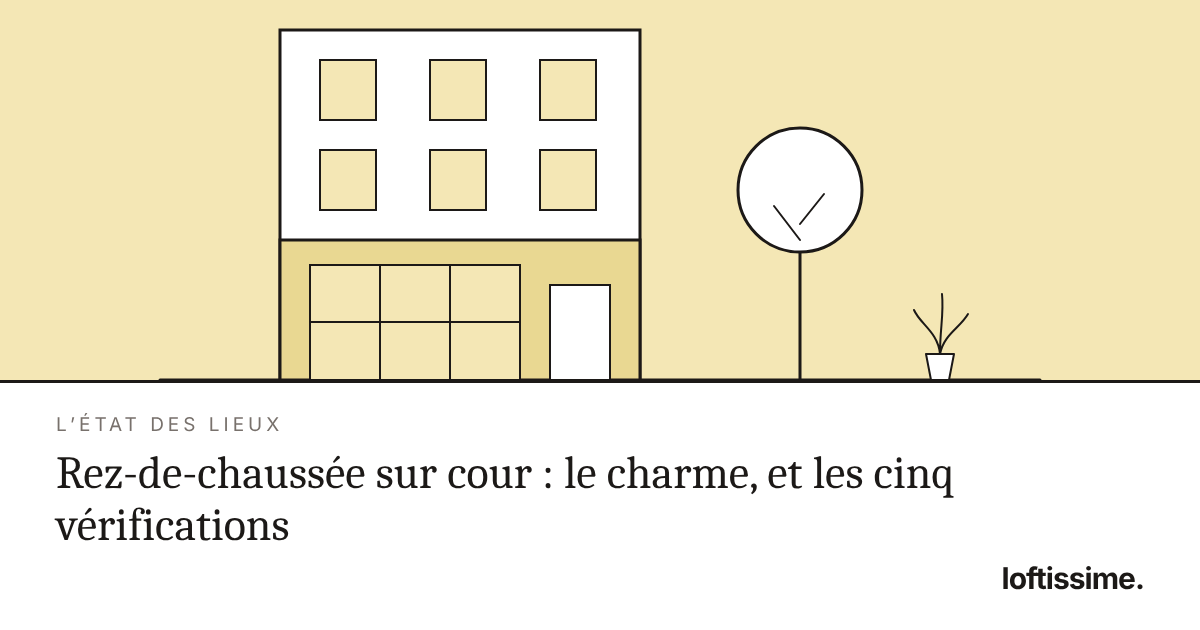 L’ÉTAT DES LIEUX
Rez-de-chaussée sur cour : le charme, et les cinq
vérifications
loftissime.